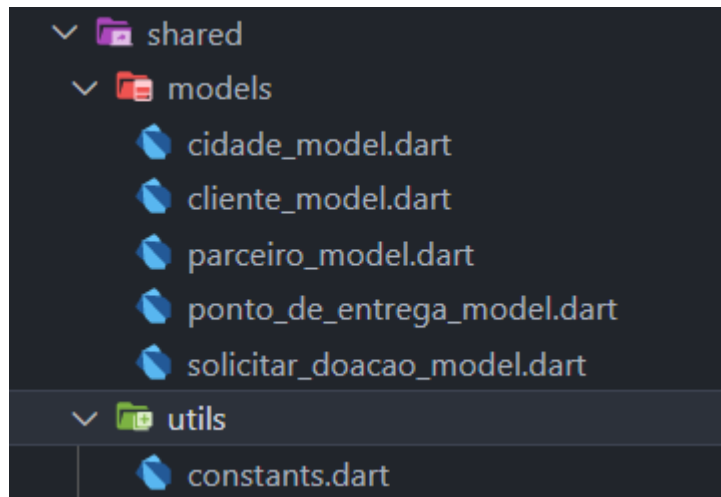 shared
models
cidade_model.dart
cliente_model.dart
parceiro_model.dart
ponto_de_entrega_model.dart
solicitar_doacao_model.dart
utils
constants.dart